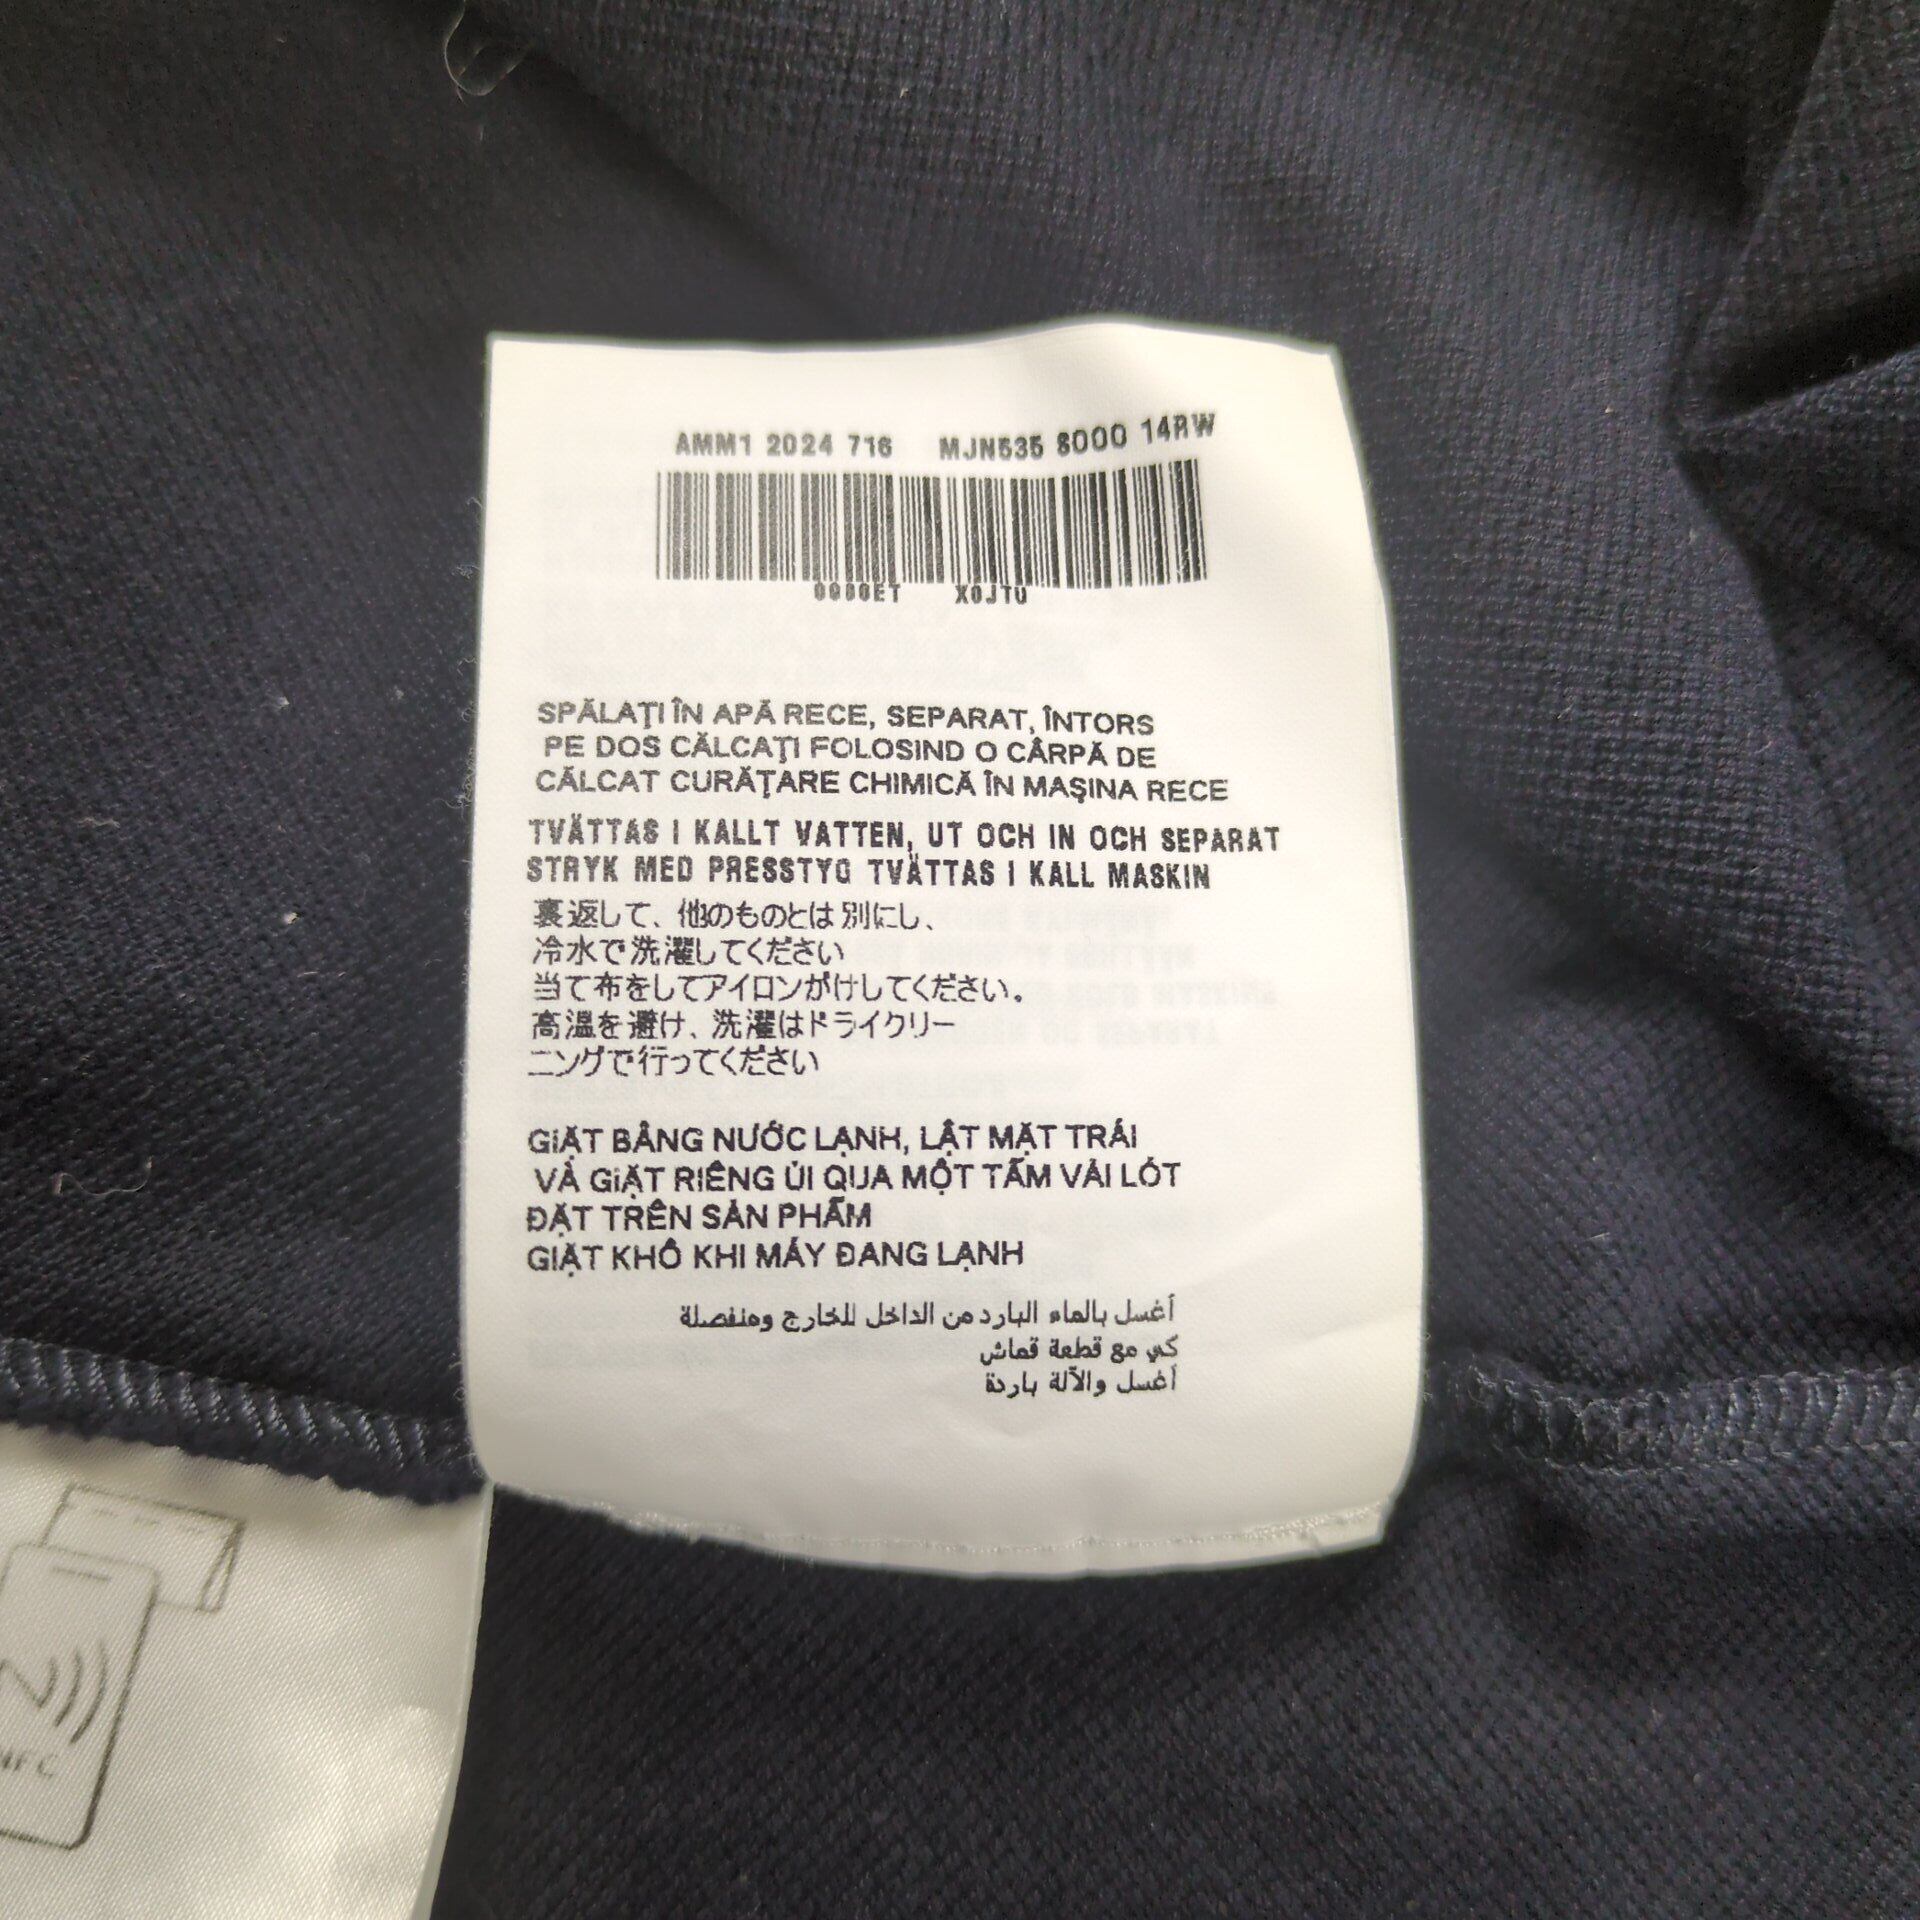 AMM1 2024 716 MJN535 8000 14RW
0000ET X0JTU
SPĂLAŢI ÎN APĂ RECE, SEPARAT, ÎNTORS
PE DOS CĂLCAŢI FOLOSIND O CÂRPĂ DE
CĂLCAT CURĂŢARE CHIMICĂ ÎN MAŞINA RECE
TVÄTTAS I KALLT VATTEN, UT OCH IN OCH SEPARAT
STRYK MED PRESSTYG TVÄTTAS I KALL MASKIN
裏返して、他のものとは別にし、
冷水で洗濯してください
当て布をしてアイロンがけしてください。
高温を避け、洗濯はドライクリー
ニングで行ってください
GIẶT BẰNG NƯỚC LẠNH, LẬT MẶT TRÁI
VÀ GIẶT RIÊNG ỦI QUA MỘT TẤM VẢI LÓT
ĐẶT TRÊN SẢN PHẨM
GIẶT KHÔ KHI MÁY ĐANG LẠNH
أغسل بالماء البارد من الداخل للخارج ومنفصلة
كي مع قطعة قماش
أغسل والآلة باردة
N
NFC